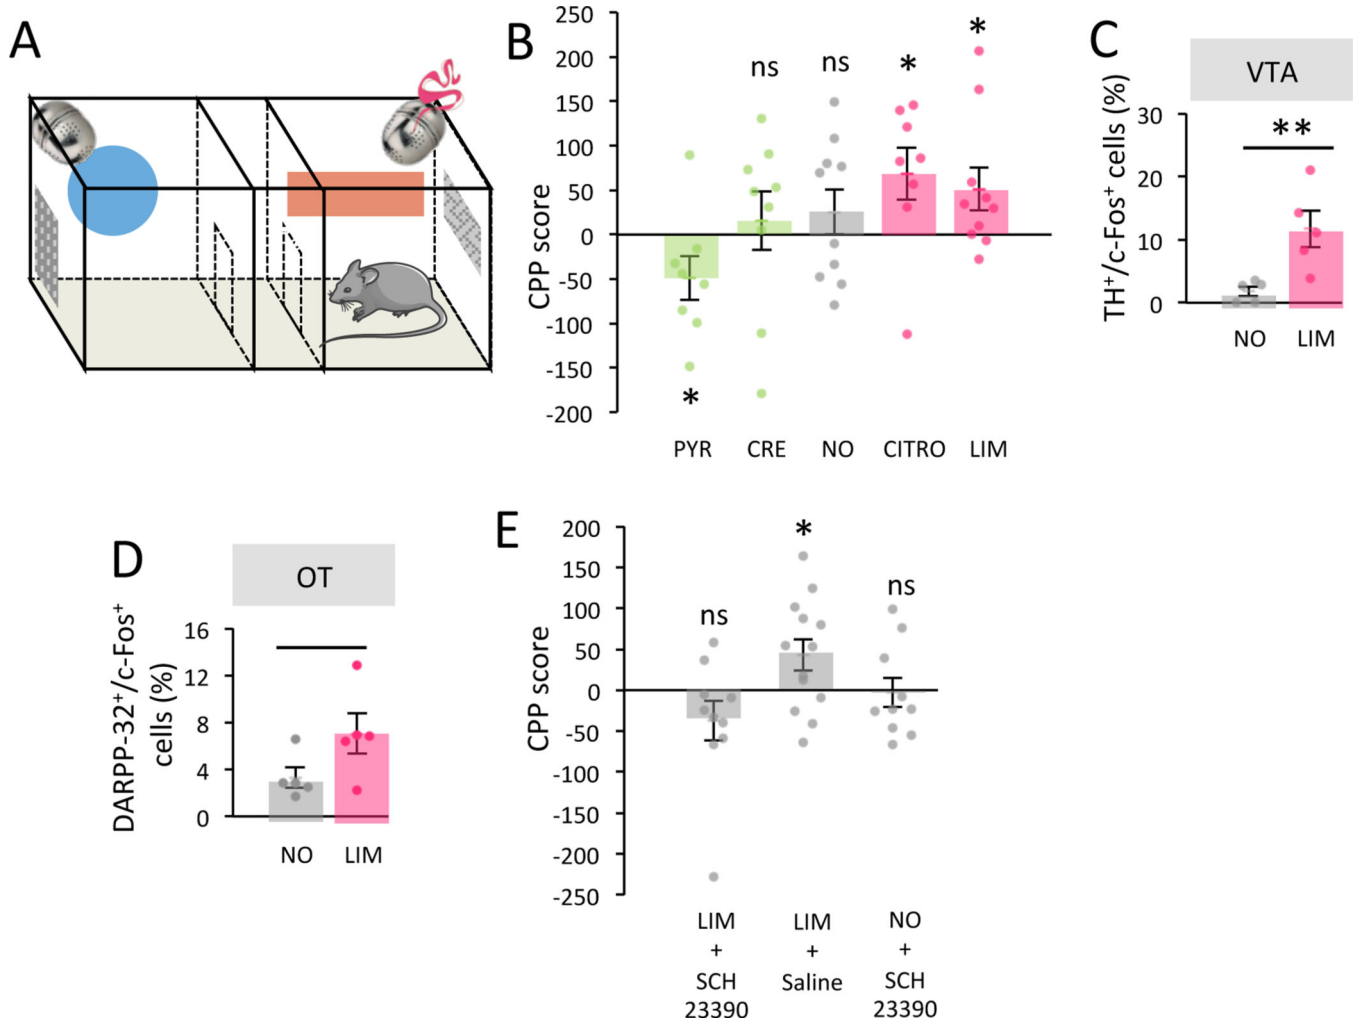 A
B
CPP score
250
200
150
100
50
0
-50
-100
-150
-200
ns
ns
*
*
*
PYR
CRE
NO
CITRO
LIM
C
VTA
TH⁺/c-Fos⁺ cells (%)
30
20
10
0
**
NO
LIM
D
OT
DARPP-32⁺/c-Fos⁺
cells (%)
16
12
8
4
0
NO
LIM
E
CPP score
200
150
100
50
0
-50
-100
-150
-200
-250
ns
*
ns
LIM
+
SCH
23390
LIM
+
Saline
NO
+
SCH
23390